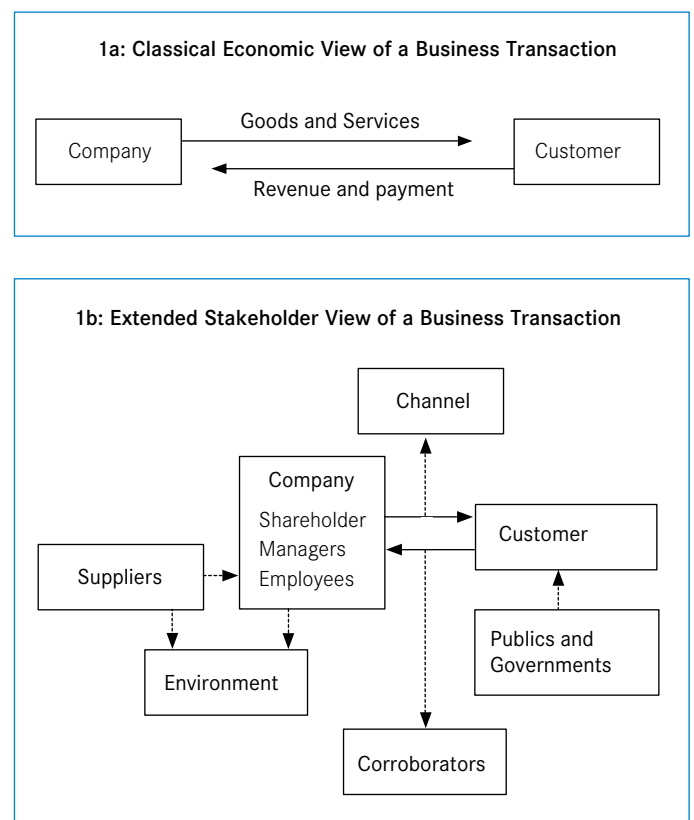 1a: Classical Economic View of a Business Transaction
Goods and Services
Company
Customer
Revenue and payment
1b: Extended Stakeholder View of a Business Transaction
Channel
Company
Shareholder
Managers
Employees
Customer
Suppliers
Publics and
Governments
Environment
Corroborators